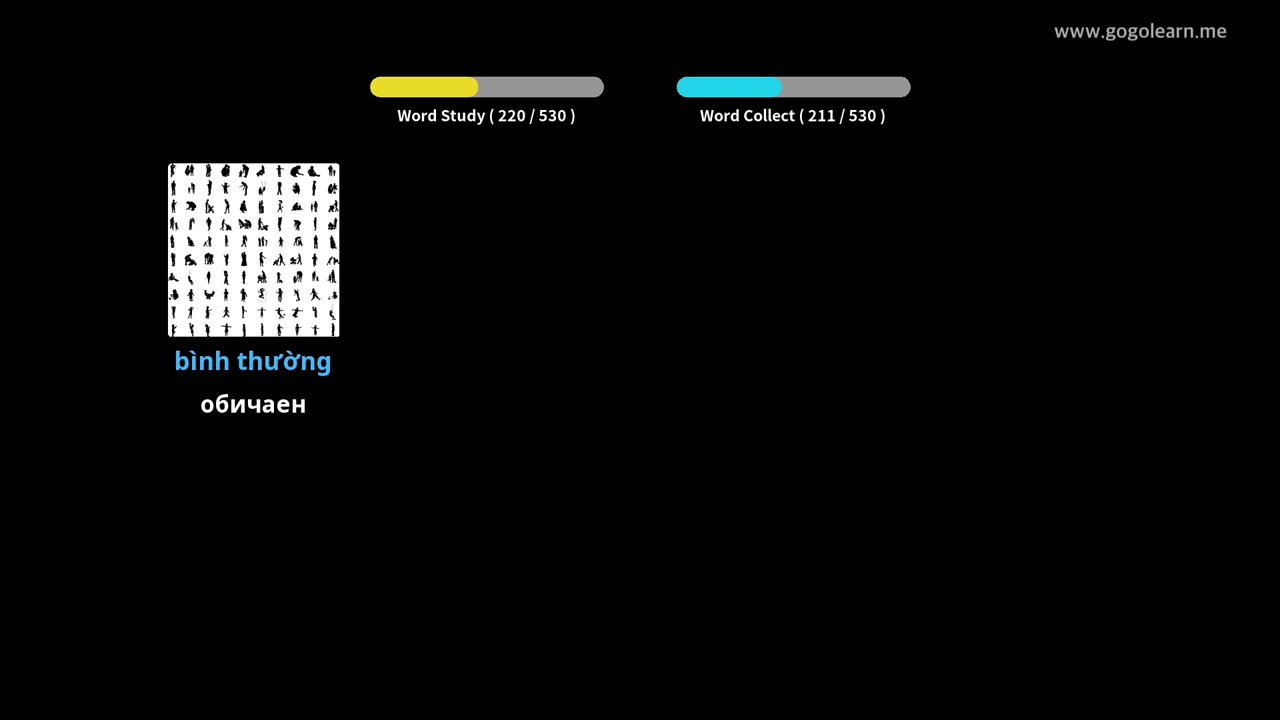 www.gogolearn.me
Word Study ( 220 / 530 )
Word Collect ( 211 / 530 )
bình thường
обичаен